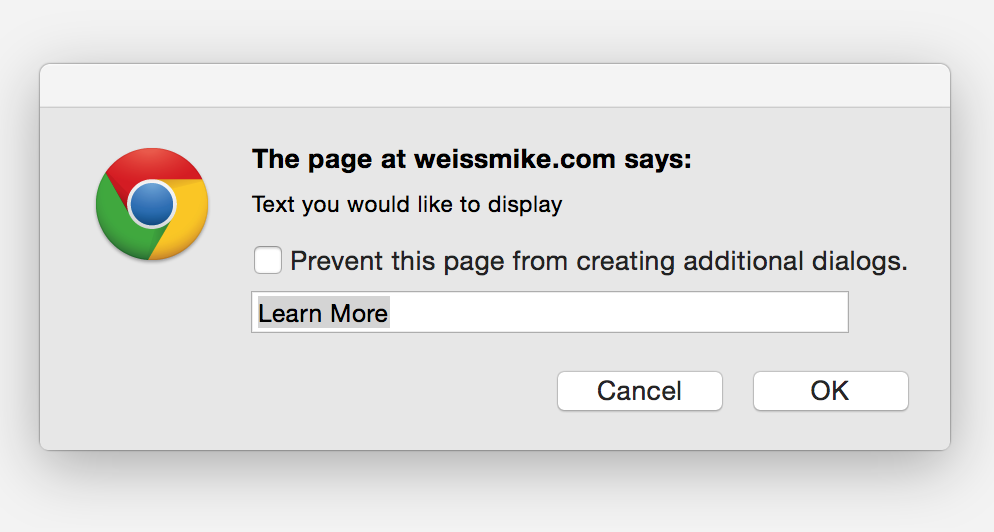 The page at weissmike.com says:
Text you would like to display
Prevent this page from creating additional dialogs.
Learn More
Cancel OK